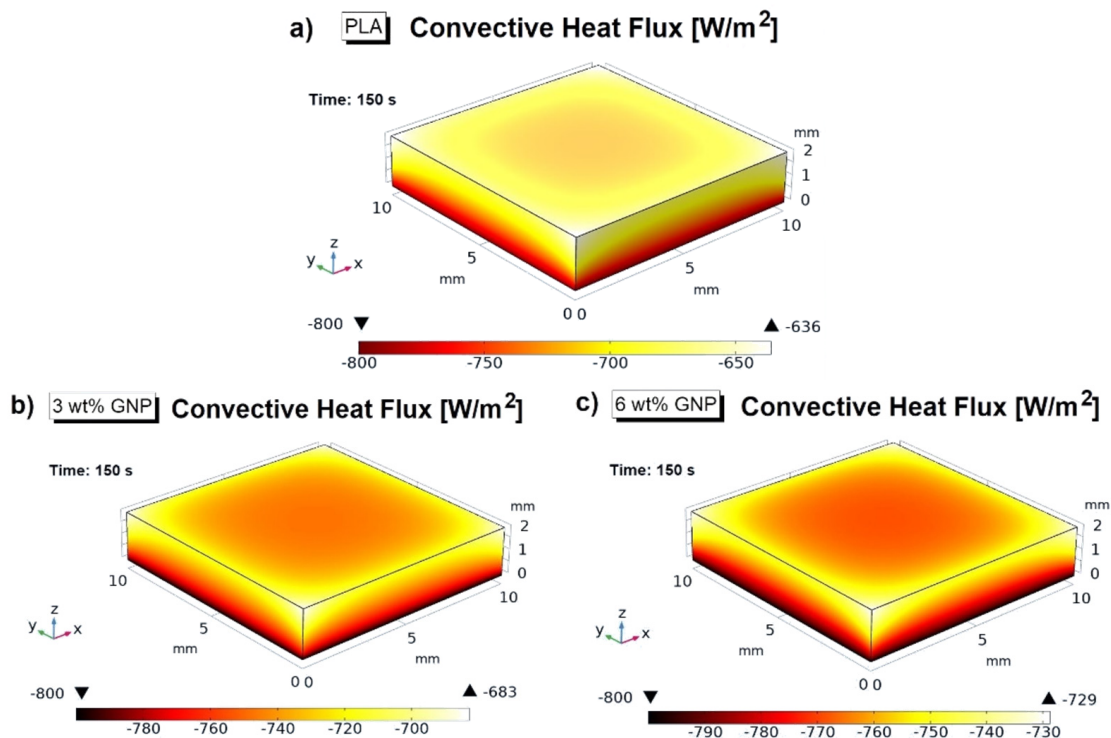 a) PLA Convective Heat Flux [W/m²]
Time: 150 s
mm
2
1
0
10
10
5
5
mm
mm
0 0
z
y
x
-800 ▼ ▲ -636
-800 -750 -700 -650
b) 3 wt% GNP Convective Heat Flux [W/m²]
Time: 150 s
mm
2
1
0
10
10
5
5
mm
mm
0 0
z
y
x
-800 ▼ ▲ -683
-780 -760 -740 -720 -700
c) 6 wt% GNP Convective Heat Flux [W/m²]
Time: 150 s
mm
2
1
0
10
10
5
5
mm
mm
0 0
z
y
x
-800 ▼ ▲ -729
-790 -780 -770 -760 -750 -740 -730